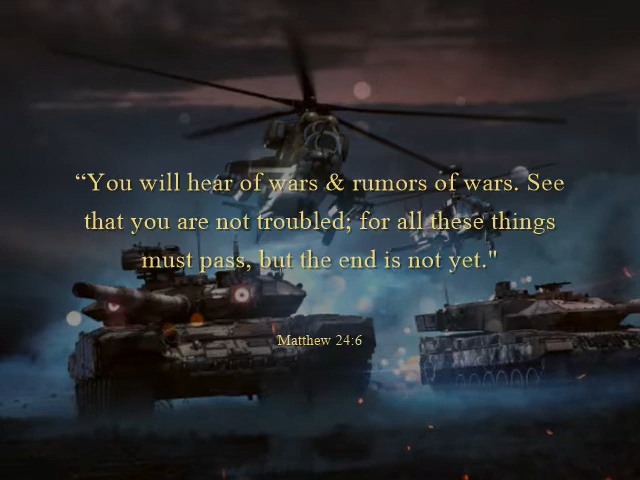 “You will hear of wars & rumors of wars. See
that you are not troubled; for all these things
must pass, but the end is not yet."
Matthew 24:6